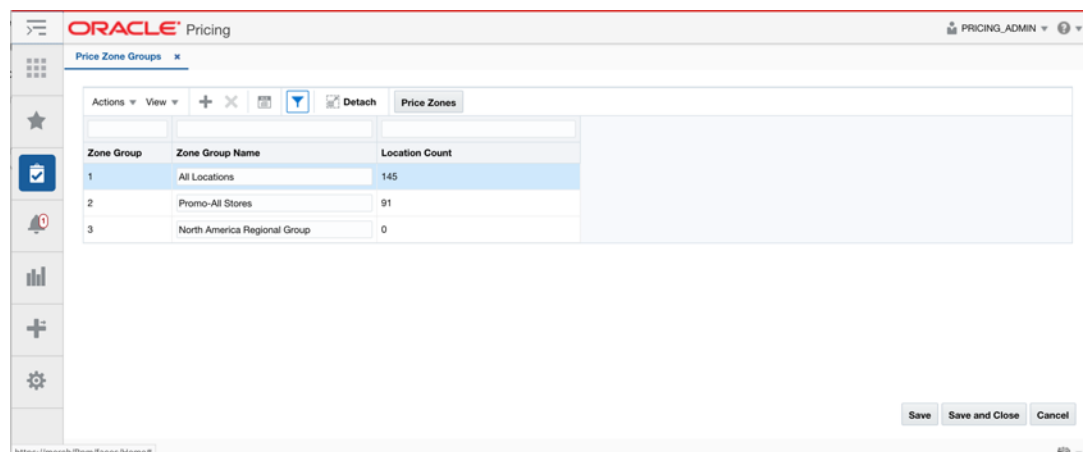 ORACLE® Pricing
PRICING_ADMIN
Price Zone Groups ×
Actions View Detach Price Zones
Zone Group Zone Group Name Location Count
1 All Locations 145
2 Promo-All Stores 91
3 North America Regional Group 0
1
Save Save and Close Cancel